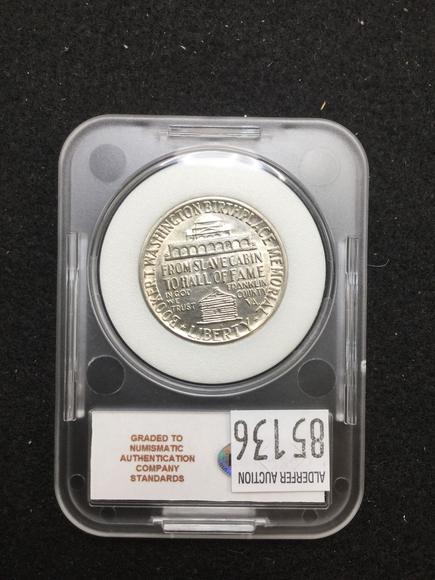 BOOKER T. WASHINGTON BIRTHPLACE MEMORIAL
FROM SLAVE CABIN
TO HALL OF FAME
IN GOD
WE
TRUST
FRANKLIN
COUNTY
VA.
LIBERTY
GRADED TO
NUMISMATIC
AUTHENTICATION
COMPANY
STANDARDS
85136
ALDERFER AUCTION